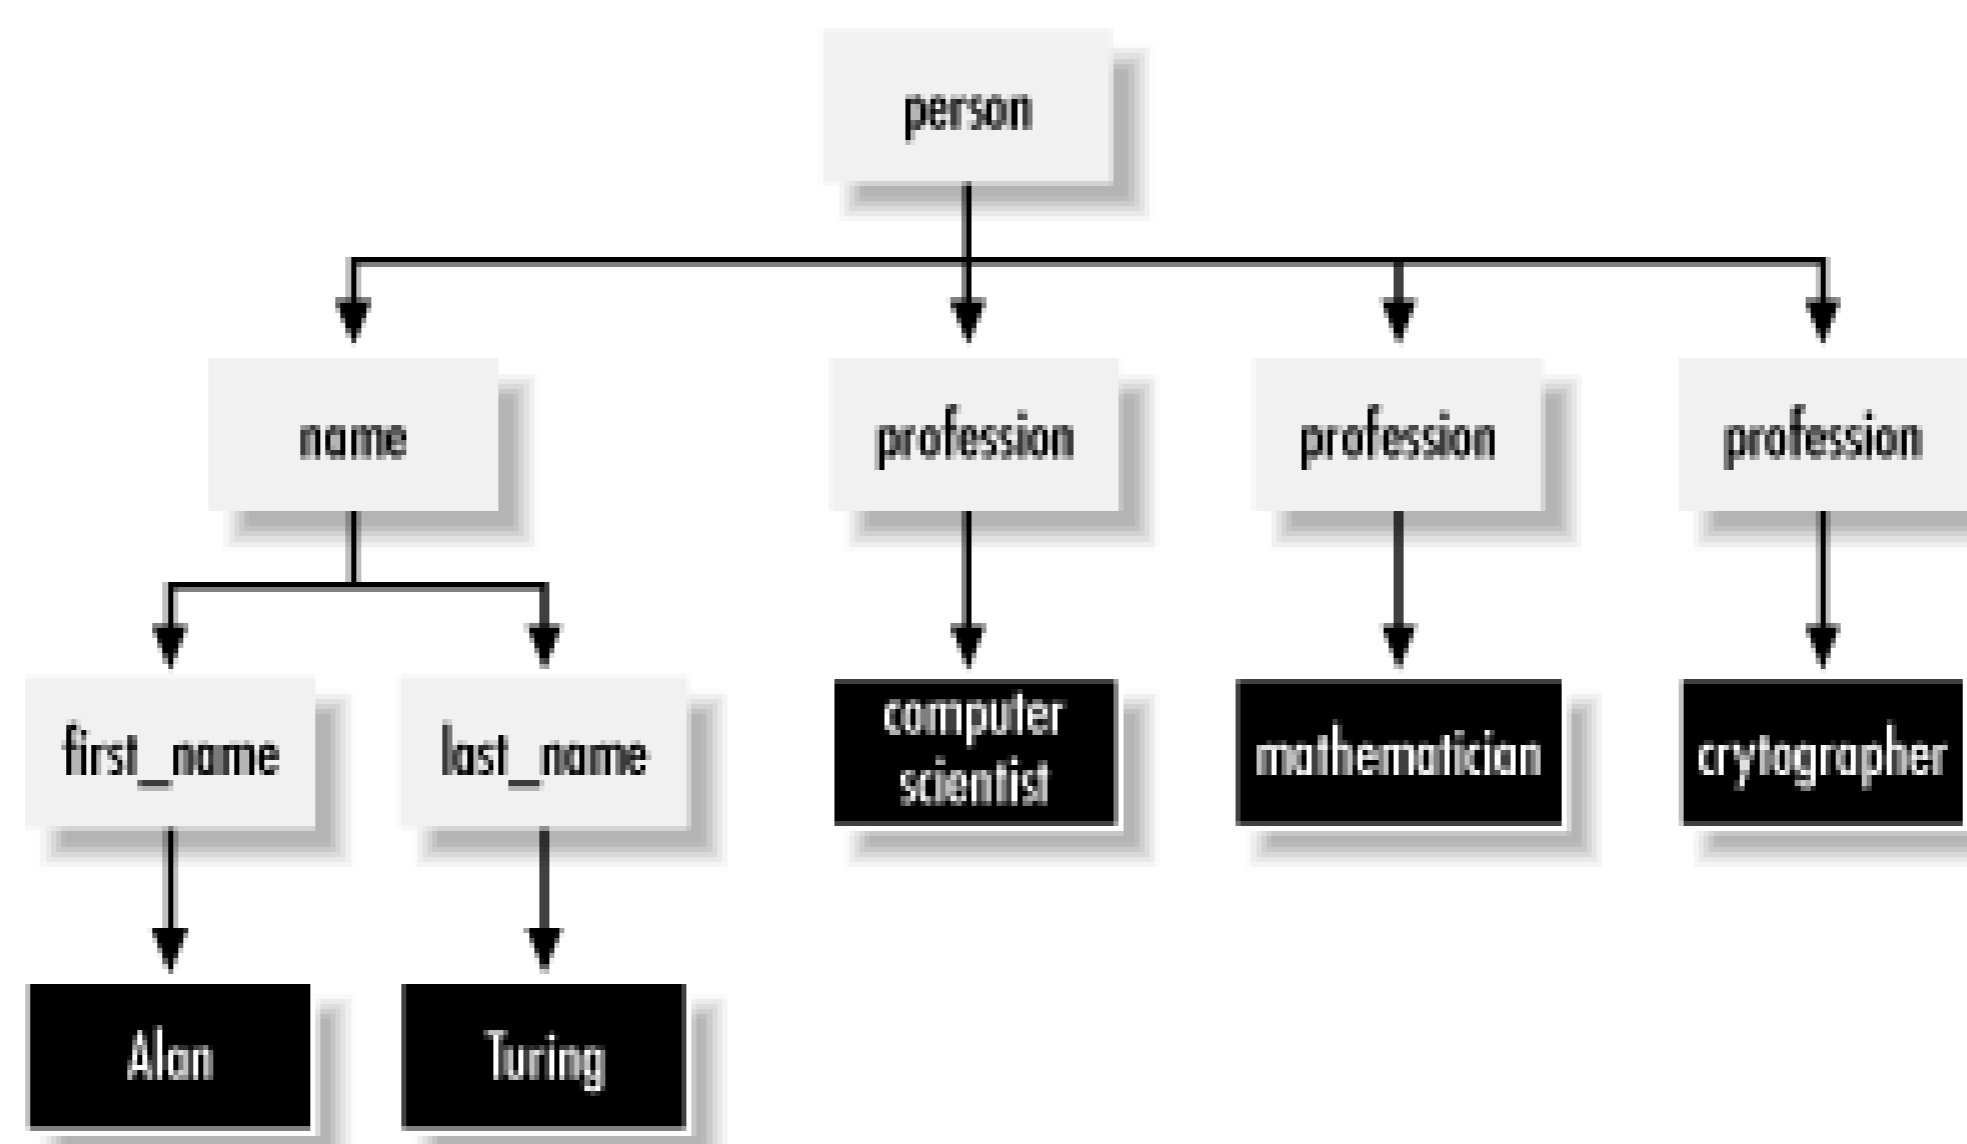 person
name
profession
profession
profession
first_name
last_name
computer
scientist
mathematician
crytographer
Alan
Turing